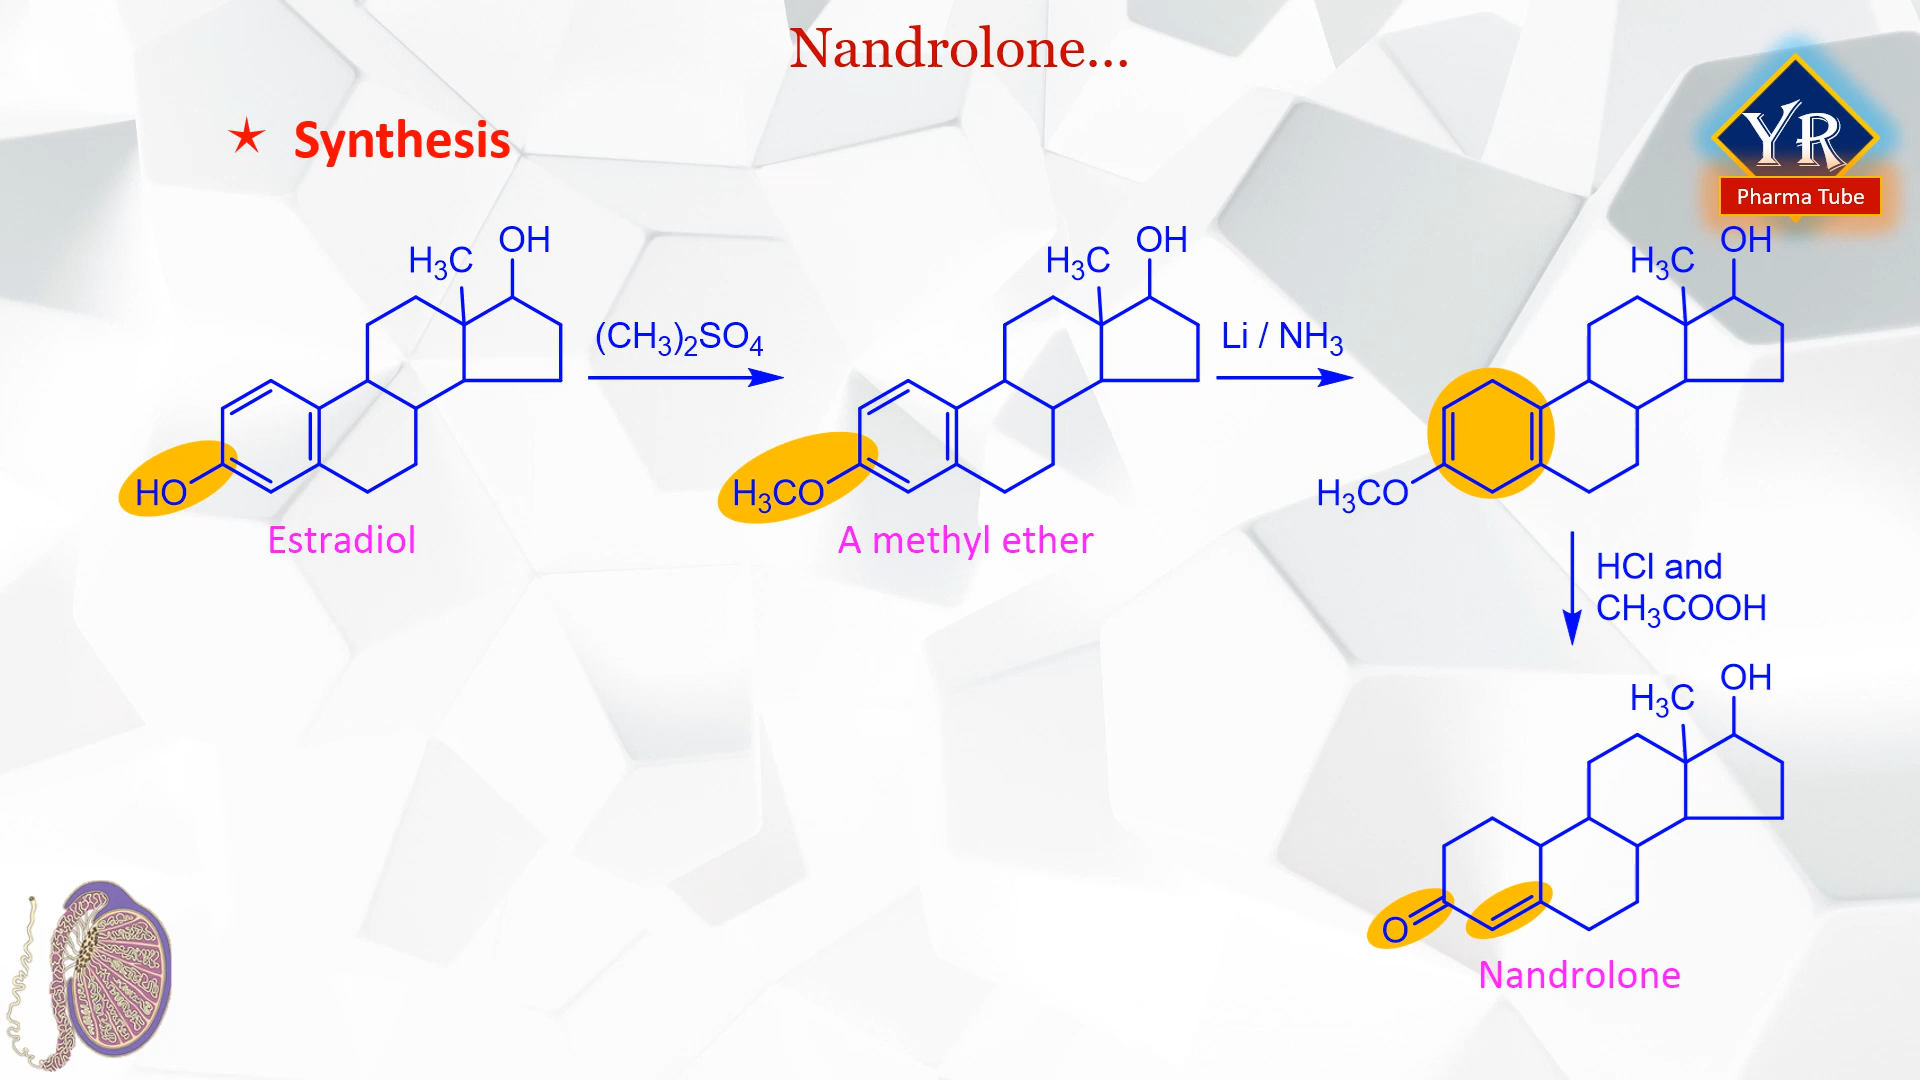 Nandrolone...
★ Synthesis
YR
Pharma Tube
H₃C
OH
HO
Estradiol
(CH₃)₂SO₄
H₃C
OH
H₃CO
A methyl ether
Li / NH₃
H₃C
OH
H₃CO
HCl and
CH₃COOH
H₃C
OH
O
Nandrolone